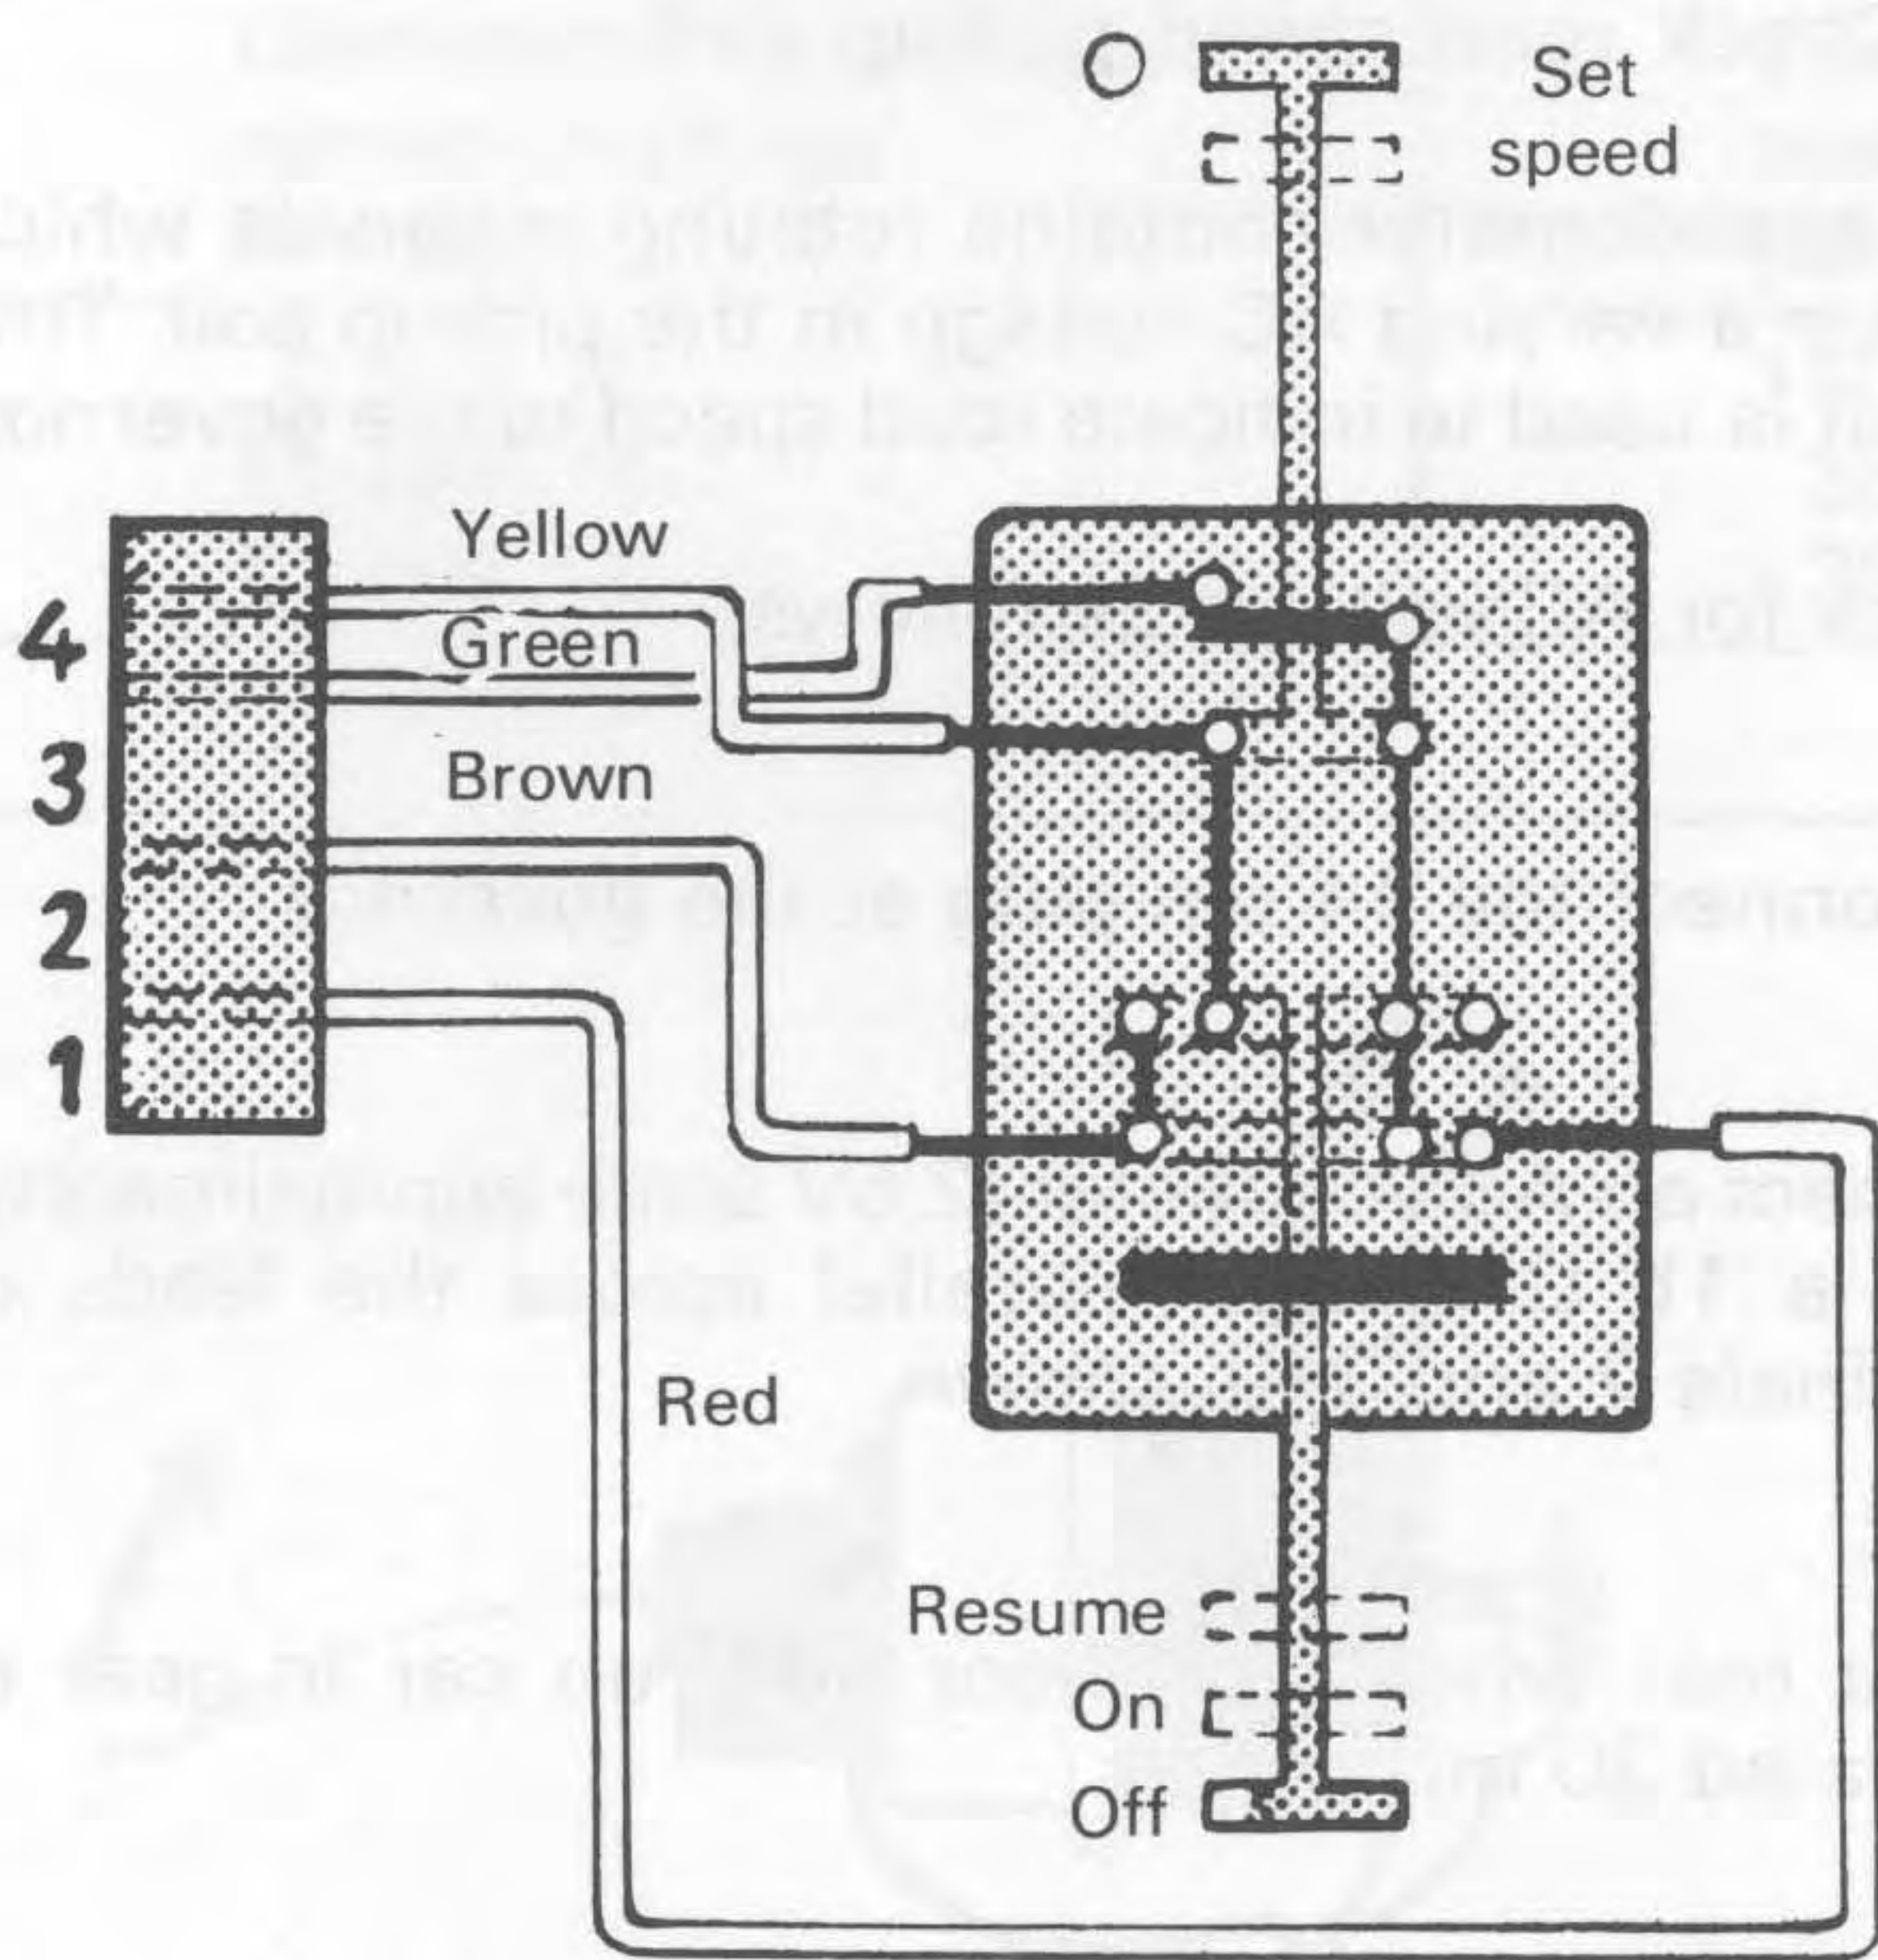 Set
speed
Yellow
4
Green
3
Brown
2
1
Red
Resume
On
Off